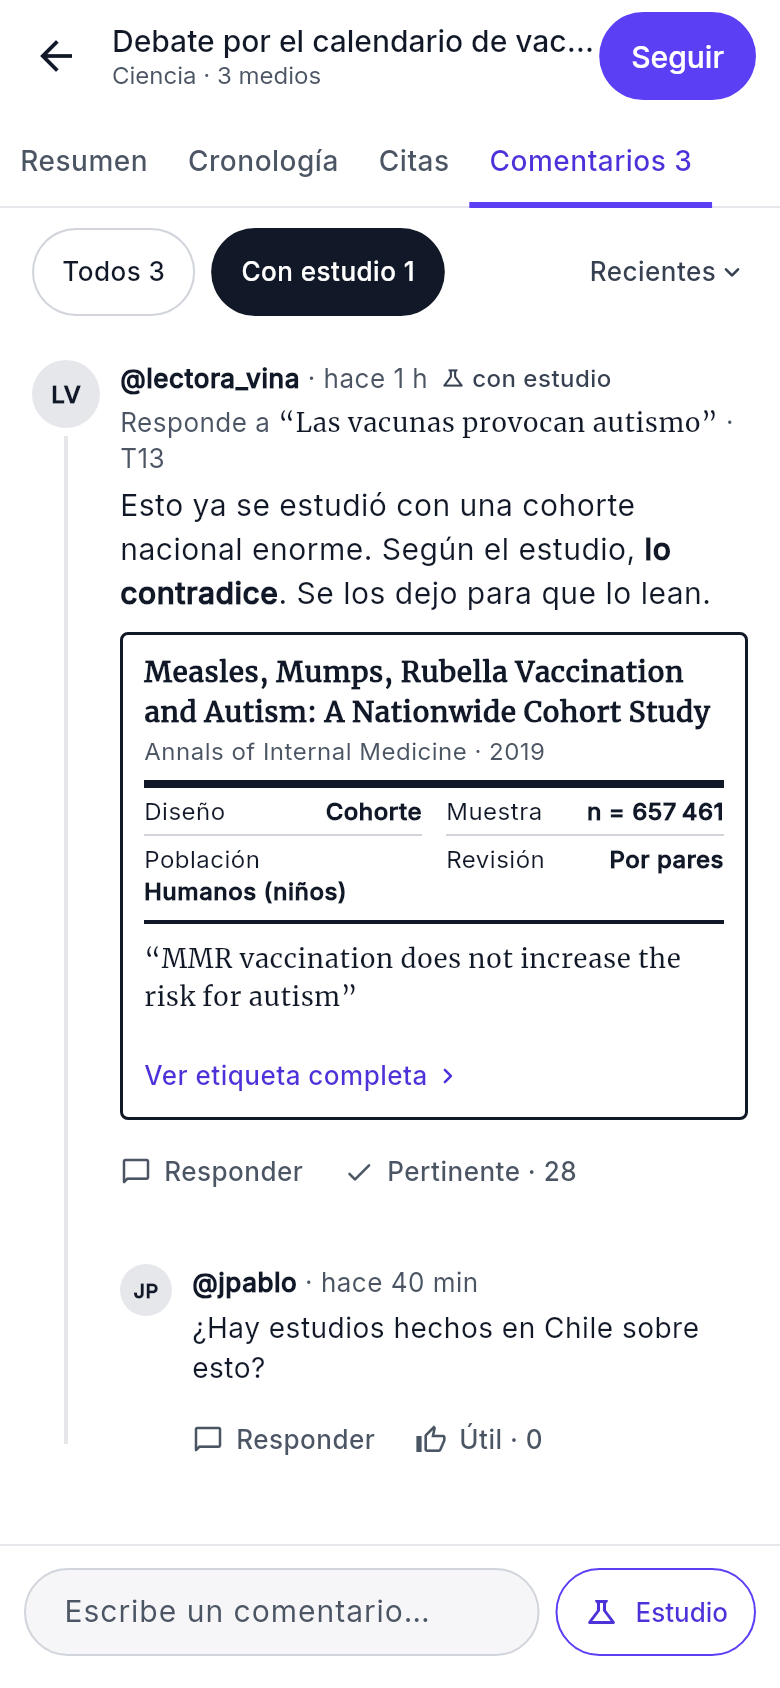 Debate por el calendario de vac...
Ciencia · 3 medios
Seguir
Resumen
Cronología
Citas
Comentarios 3
Todos 3
Con estudio 1
Recientes
LV
@lectora_vina · hace 1 h con estudio
Responde a “Las vacunas provocan autismo” ·
T13
Esto ya se estudió con una cohorte
nacional enorme. Según el estudio, lo
contradice. Se los dejo para que lo lean.
Measles, Mumps, Rubella Vaccination
and Autism: A Nationwide Cohort Study
Annals of Internal Medicine · 2019
Diseño Cohorte
Muestra n = 657 461
Población
Humanos (niños)
Revisión Por pares
“MMR vaccination does not increase the
risk for autism”
Ver etiqueta completa
Responder
Pertinente · 28
JP
@jpablo · hace 40 min
¿Hay estudios hechos en Chile sobre
esto?
Responder
Útil · 0
Escribe un comentario...
Estudio